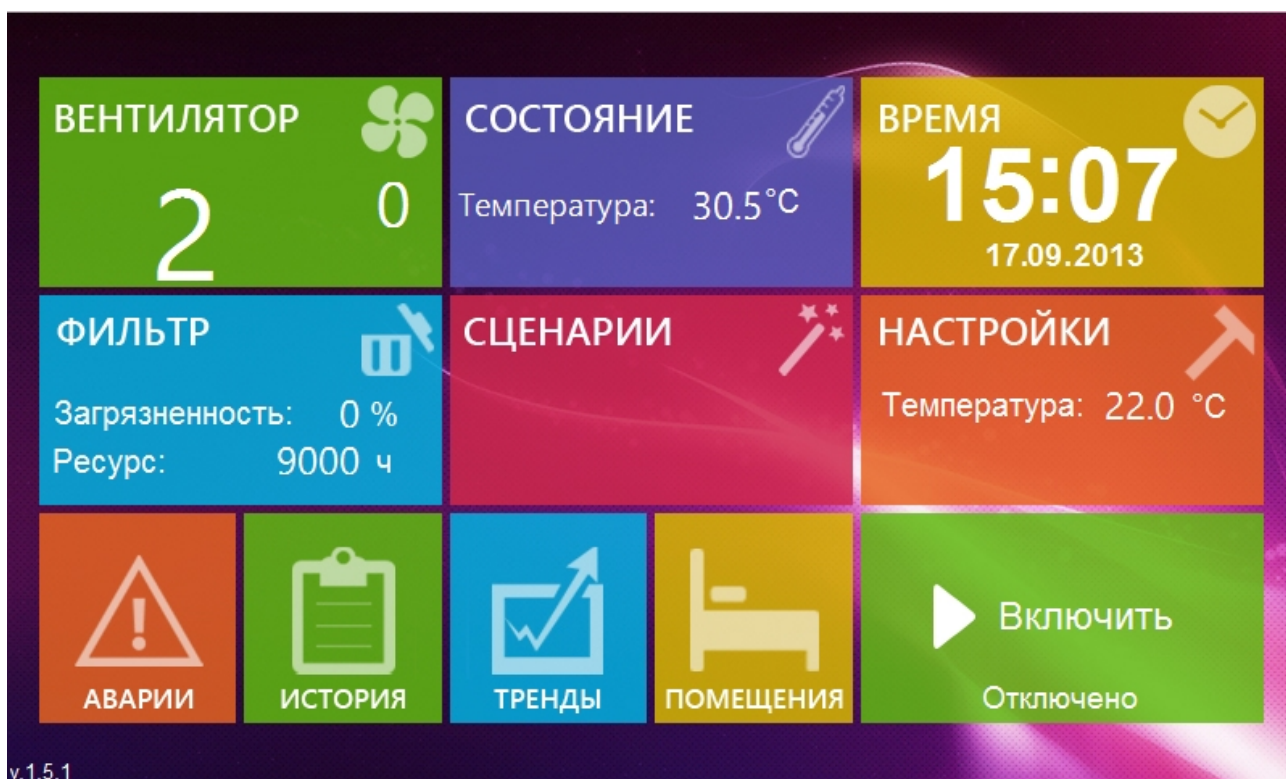 ВЕНТИЛЯТОР
2
0
СОСТОЯНИЕ
Температура: 30.5°C
ВРЕМЯ
15:07
17.09.2013
ФИЛЬТР
Загрязненность: 0 %
Ресурс: 9000 ч
СЦЕНАРИИ
НАСТРОЙКИ
Температура: 22.0 °C
АВАРИИ
ИСТОРИЯ
ТРЕНДЫ
ПОМЕЩЕНИЯ
Включить
Отключено
v.1.5.1